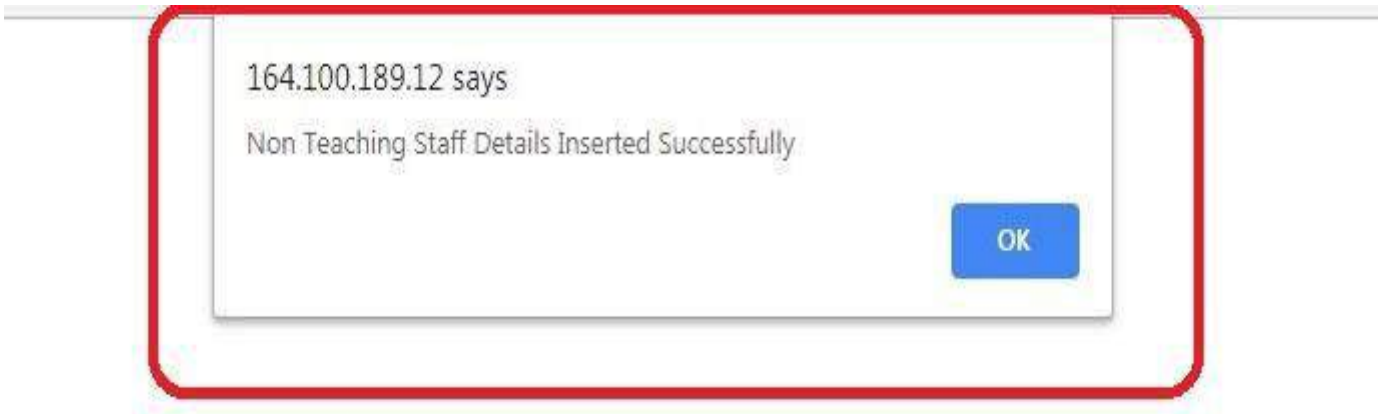 164.100.189.12 says
Non Teaching Staff Details Inserted Successfully
OK